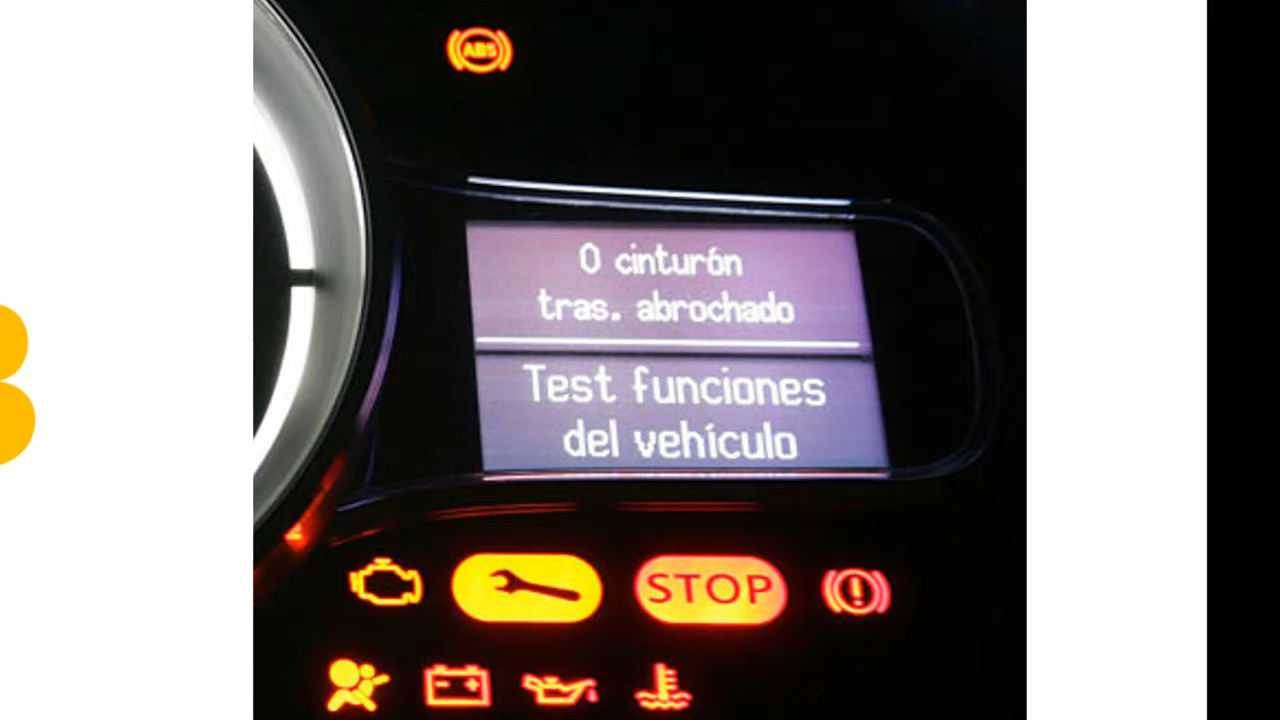 ABS
0 cinturón
tras. abrochado
Test funciones
del vehículo
STOP